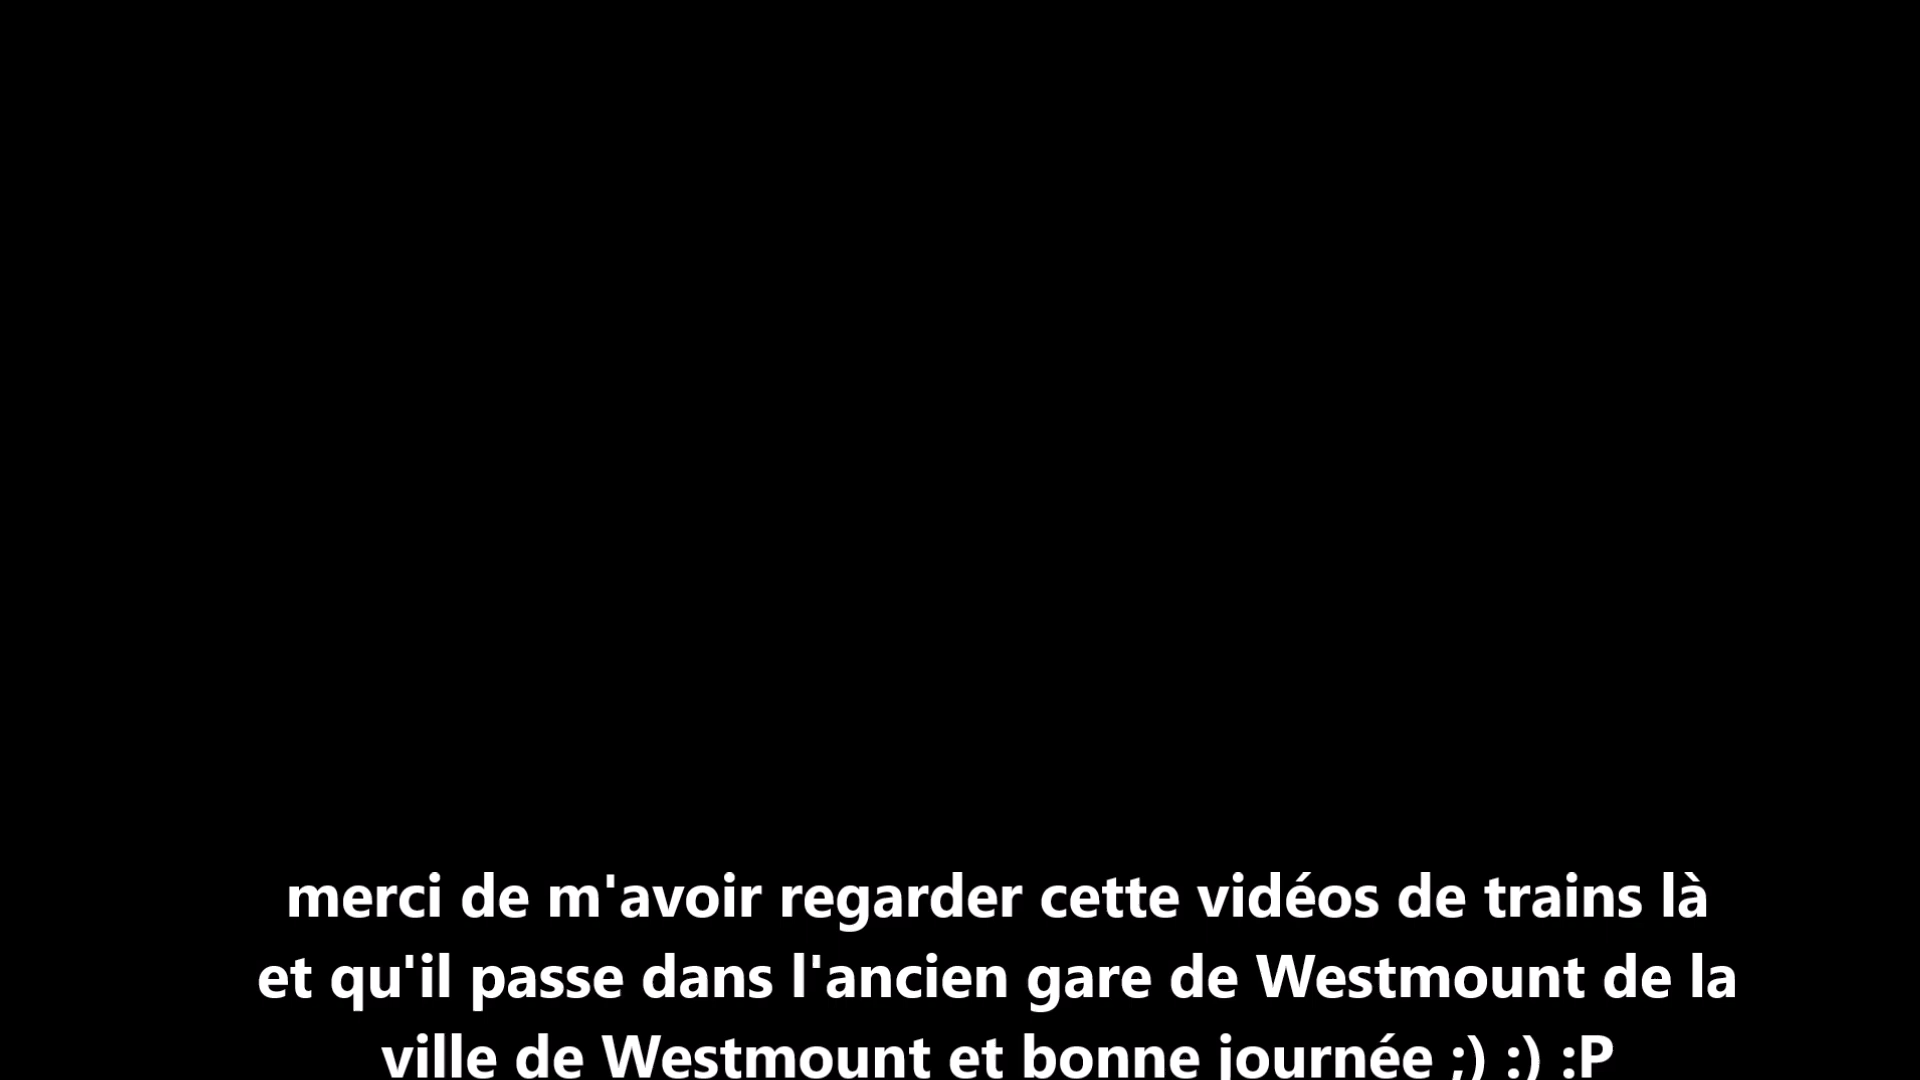 merci de m'avoir regarder cette vidéos de trains là
et qu'il passe dans l'ancien gare de Westmount de la
ville de Westmount et bonne journée ;) :) :P